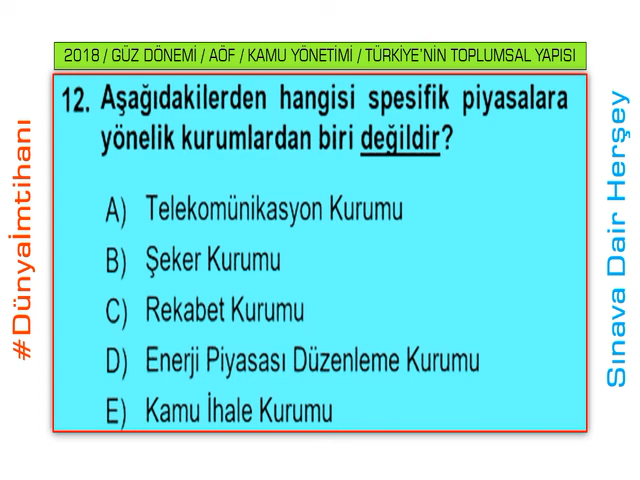 2018 / GÜZ DÖNEMİ / AÖF / KAMU YÖNETİMİ / TÜRKİYE'NİN TOPLUMSAL YAPISI
#Dünyaİmtihanı
12. Aşağıdakilerden hangisi spesifik piyasalara
yönelik kurumlardan biri değildir?
A) Telekomünikasyon Kurumu
B) Şeker Kurumu
C) Rekabet Kurumu
D) Enerji Piyasası Düzenleme Kurumu
E) Kamu İhale Kurumu
Sınava Dair Herşey